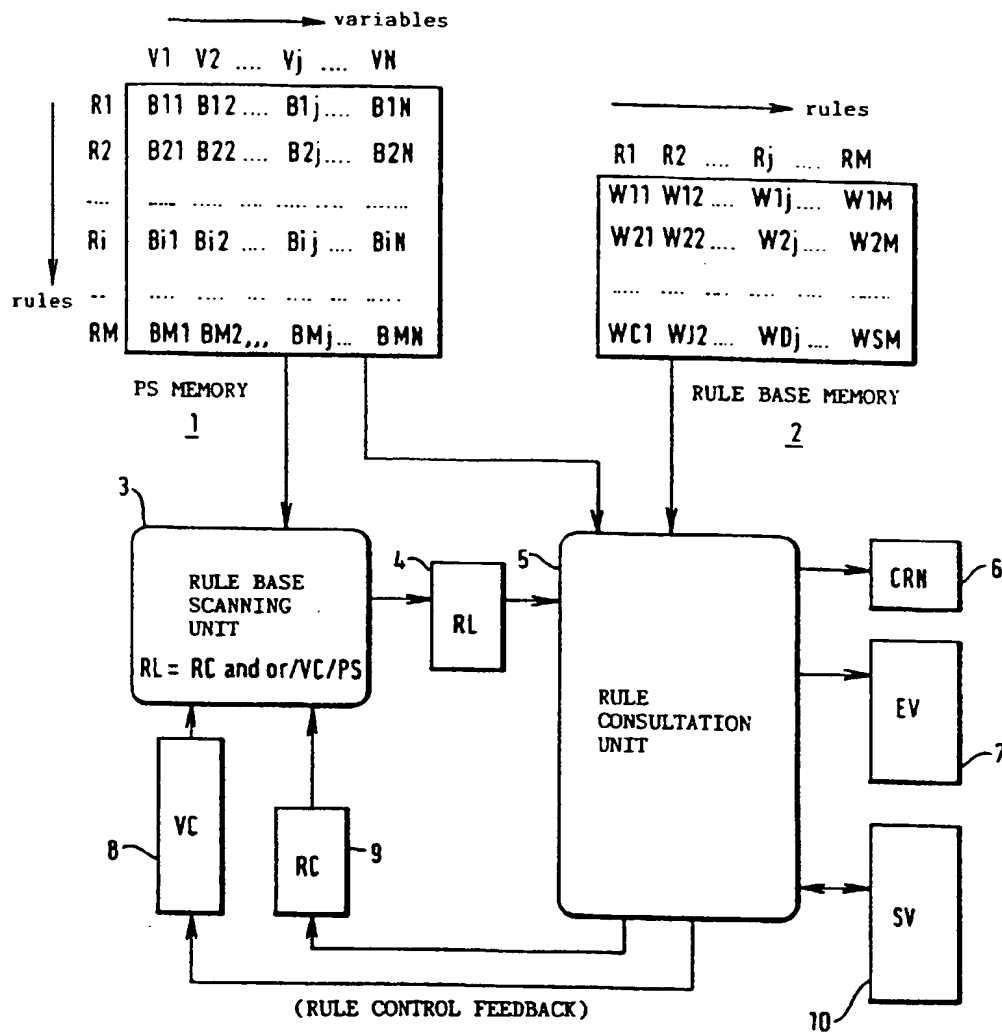 variables
V1 V2 .... Vj .... VN
R1 B11 B12 .... B1j .... B1N
R2 B21 B22 .... B2j .... B2N
.... ..... ..... .... ...... ..... .......
Ri Bi1 Bi2 .... Bij .... BiN
rules
.. .... .... ... .... ... .....
RM BM1 BM2,,, BMj... BMN
PS MEMORY
1
rules
R1 R2 .... Rj .... RM
W11 W12 .... W1j .... W1M
W21 W22 .... W2j .... W2M
..... ..... .... ..... .... .......
WC1 WJ2 .... WDj .... WSM
RULE BASE MEMORY
2
3
RULE BASE
SCANNING
UNIT
RL = RC and or/VC/PS
4
RL
5
RULE
CONSULTATION
UNIT
CRN
6
EV
7
VC
8
RC
9
SV
10
(RULE CONTROL FEEDBACK)